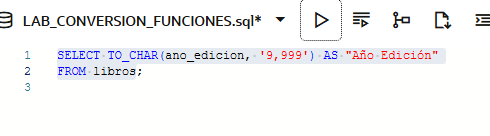 LAB_CONVERSION_FUNCIONES.sql*
1 SELECT TO_CHAR(ano_edicion, '9,999') AS "Año Edición"
2 FROM libros;
3